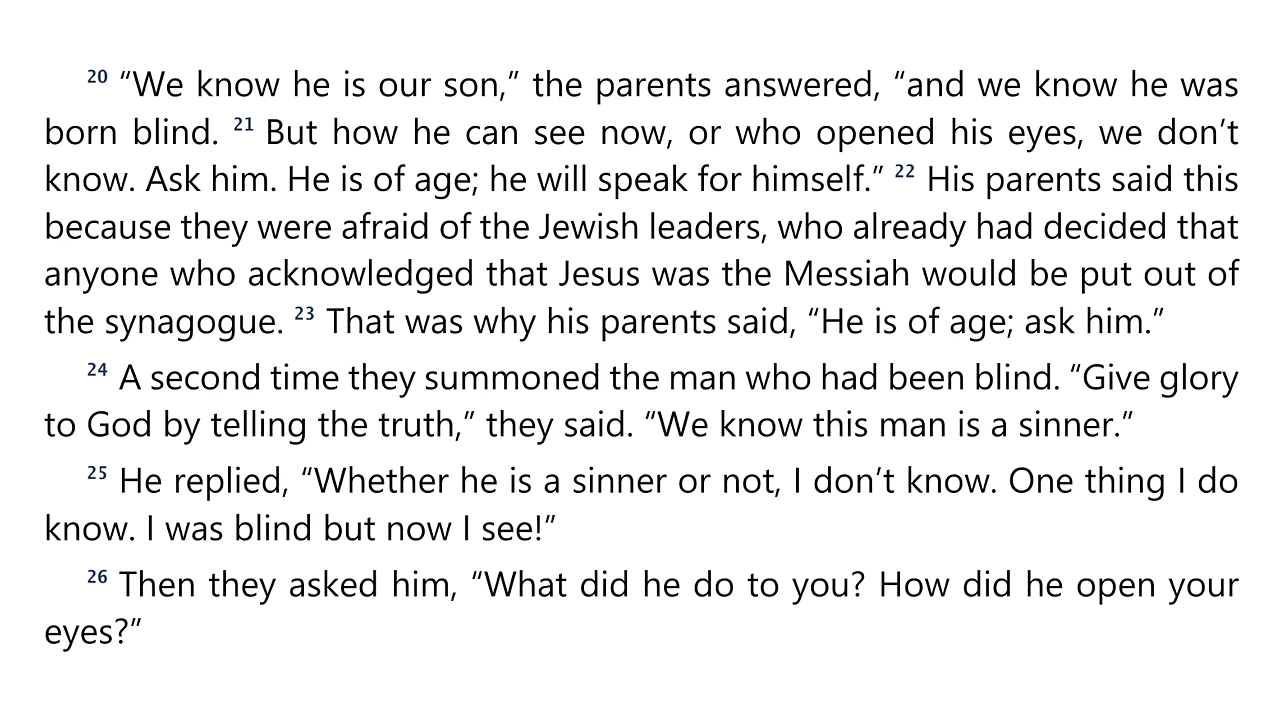 20 “We know he is our son,” the parents answered, “and we know he was
born blind. 21 But how he can see now, or who opened his eyes, we don’t
know. Ask him. He is of age; he will speak for himself.” 22 His parents said this
because they were afraid of the Jewish leaders, who already had decided that
anyone who acknowledged that Jesus was the Messiah would be put out of
the synagogue. 23 That was why his parents said, “He is of age; ask him.”
24 A second time they summoned the man who had been blind. “Give glory
to God by telling the truth,” they said. “We know this man is a sinner.”
25 He replied, “Whether he is a sinner or not, I don’t know. One thing I do
know. I was blind but now I see!”
26 Then they asked him, “What did he do to you? How did he open your
eyes?”